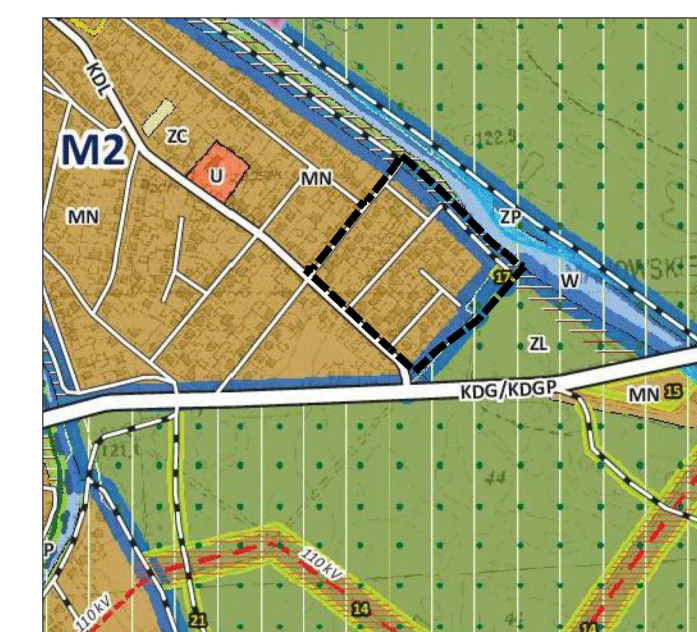 KDL
ZC
M2
122,9
U
MN
MN
ZP
17
W
OWSKIE
ZL
KDG/KDGP
MN 15
121,1
44
P
110 kV
110 kV
14
21
14